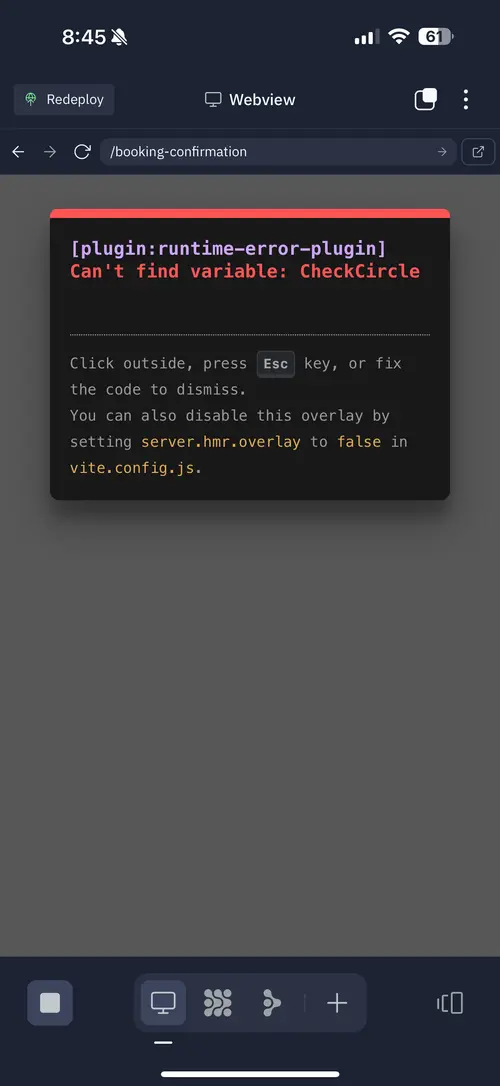 8:45
61
Redeploy
Webview
/booking-confirmation
[plugin:runtime-error-plugin]
Can't find variable: CheckCircle
Click outside, press Esc key, or fix
the code to dismiss.
You can also disable this overlay by
setting server.hmr.overlay to false in
vite.config.js.